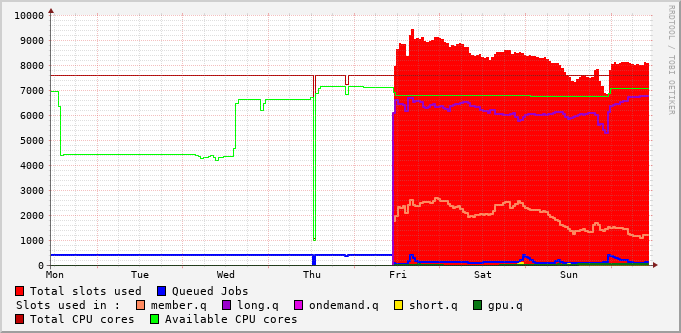 10000
9000
8000
7000
6000
5000
4000
3000
2000
1000
0
Mon Tue Wed Thu Fri Sat Sun
RRDTOOL / TOBI OETIKER
Total slots used Queued Jobs
Slots used in : member.q long.q ondemand.q short.q gpu.q
Total CPU cores Available CPU cores